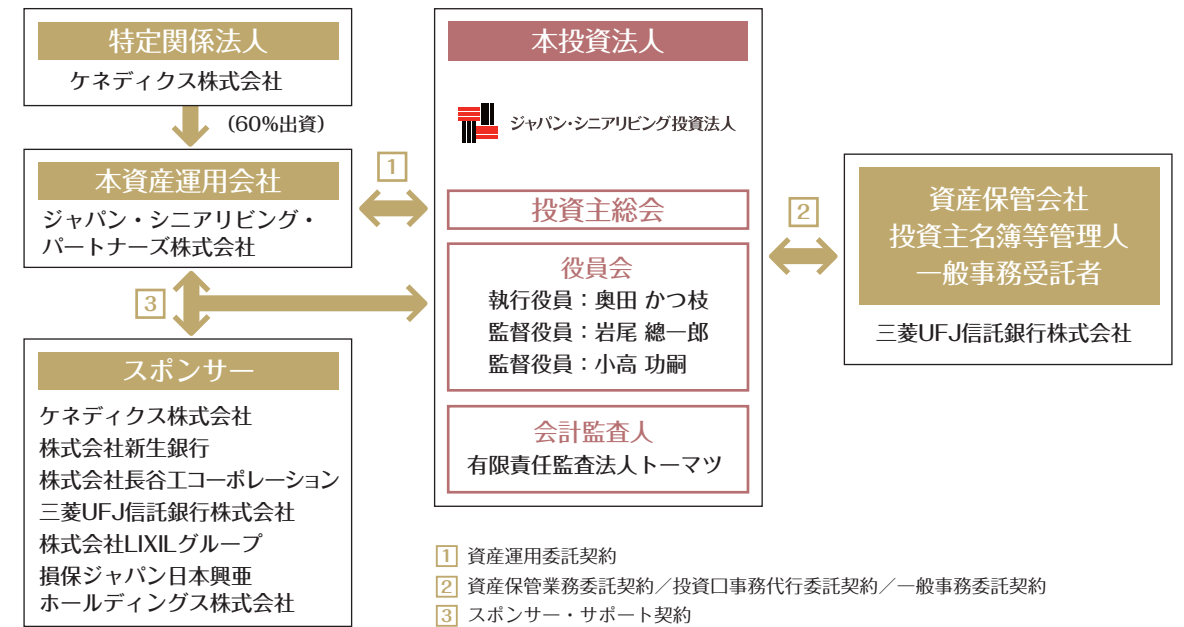 特定関係法人
ケネディクス株式会社
(60%出資)
本資産運用会社
ジャパン・シニアリビング・
パートナーズ株式会社
1
3
スポンサー
ケネディクス株式会社
株式会社新生銀行
株式会社長谷工コーポレーション
三菱UFJ信託銀行株式会社
株式会社LIXILグループ
損保ジャパン日本興亜
ホールディングス株式会社
本投資法人
ジャパン・シニアリビング投資法人
投資主総会
役員会
執行役員：奥田 かつ枝
監督役員：岩尾 總一郎
監督役員：小高 功嗣
会計監査人
有限責任監査法人トーマツ
2
資産保管会社
投資主名簿等管理人
一般事務受託者
三菱UFJ信託銀行株式会社
1 資産運用委託契約
2 資産保管業務委託契約／投資口事務代行委託契約／一般事務委託契約
3 スポンサー・サポート契約